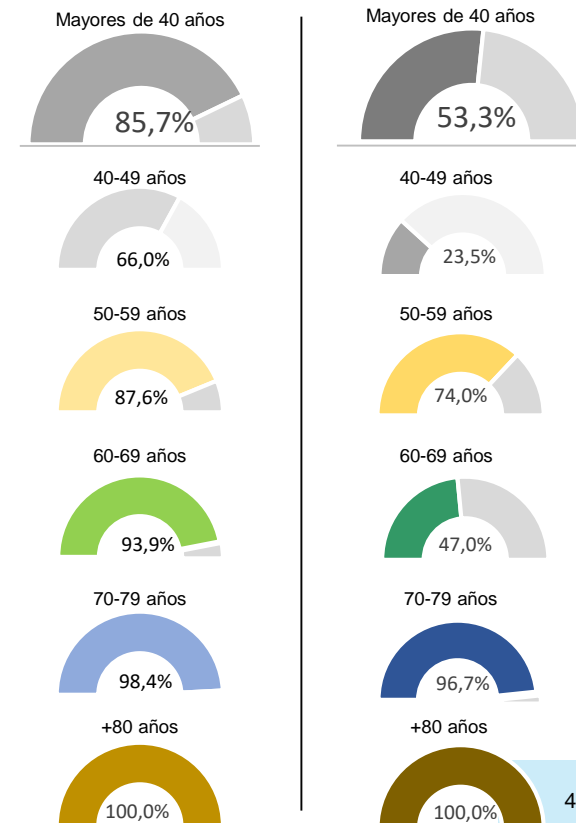 Mayores de 40 años
85,7%
40-49 años
66,0%
50-59 años
87,6%
60-69 años
93,9%
70-79 años
98,4%
+80 años
100,0%
Mayores de 40 años
53,3%
40-49 años
23,5%
50-59 años
74,0%
60-69 años
47,0%
70-79 años
96,7%
+80 años
100,0%
4